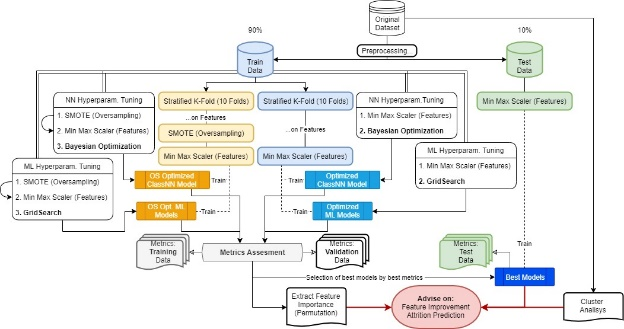 Original
Dataset
90%
10%
Preprocessing
Train
Data
Test
Data
NN Hyperparam. Tuning
1. SMOTE (Oversampling)
2. Min Max Scaler (Features)
3. Bayesian Optimization
Stratified K-Fold (10 Folds)
...on Features
SMOTE (Oversampling)
Min Max Scaler (Features)
Stratified K-Fold (10 Folds)
...on Features
Min Max Scaler (Features)
NN Hyperparam.Tuning
1. Min Max Scaler (Features)
2. Bayesian Optimization
Min Max Scaler (Features)
ML Hyperparam. Tuning
1. SMOTE (Oversampling)
2. Min Max Scaler (Features)
3. GridSearch
ML Hyperparam. Tuning
1. Min Max Scaler (Features)
2. GridSearch
OS Optimized
ClassNN Model
Train
Train
Optimized
ClassNN Model
OS Opt. ML
Models
Train
Train
Optimized
ML Models
Metrics:
Training
Data
Metrics Assesment
Metrics:
Validation
Data
Metrics:
Test
Data
Train
Selection of best models by best metrics
Best Models
Extract Feature
Importance
(Permutation)
Advise on:
Feature Improvement
Attrition Prediction
Cluster
Analisys